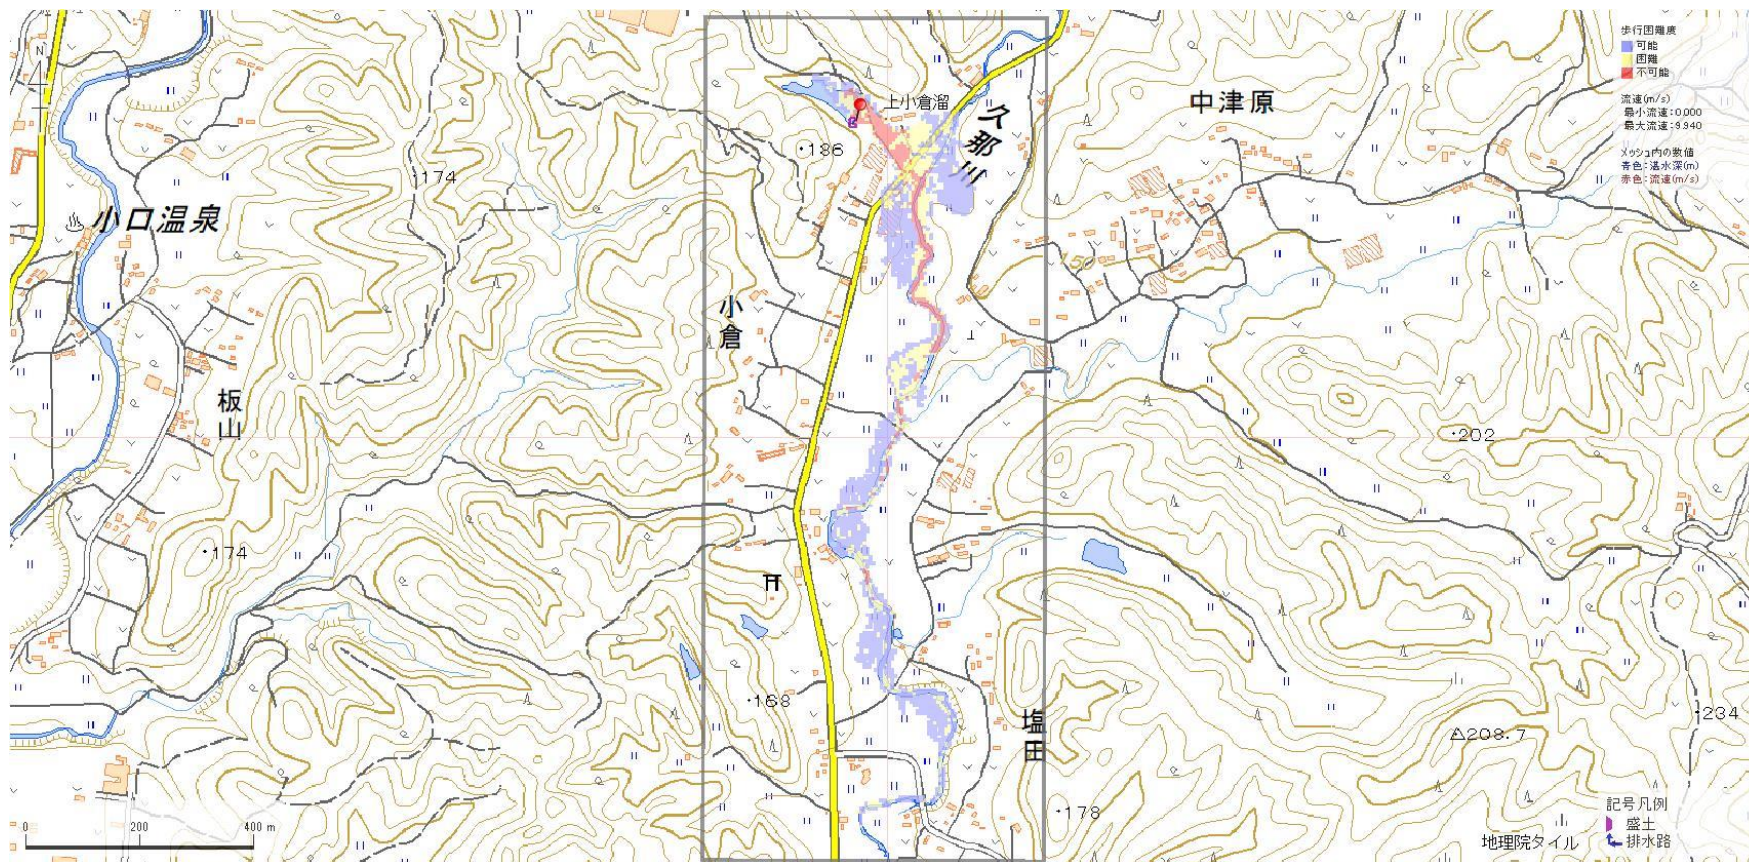 N
歩行困難度
可能
困難
不可能
流速(m/s)
最小流速:0.000
最大流速:9.940
メッシュ内の数値
青色:湛水深(m)
赤色:流速(m/s)
上小倉溜
久那川
中津原
186
174
小口温泉
150
小倉
板山
202
174
168
塩田
234
208.7
178
0 200 400 m
記号凡例
盛土
排水路
地理院タイル